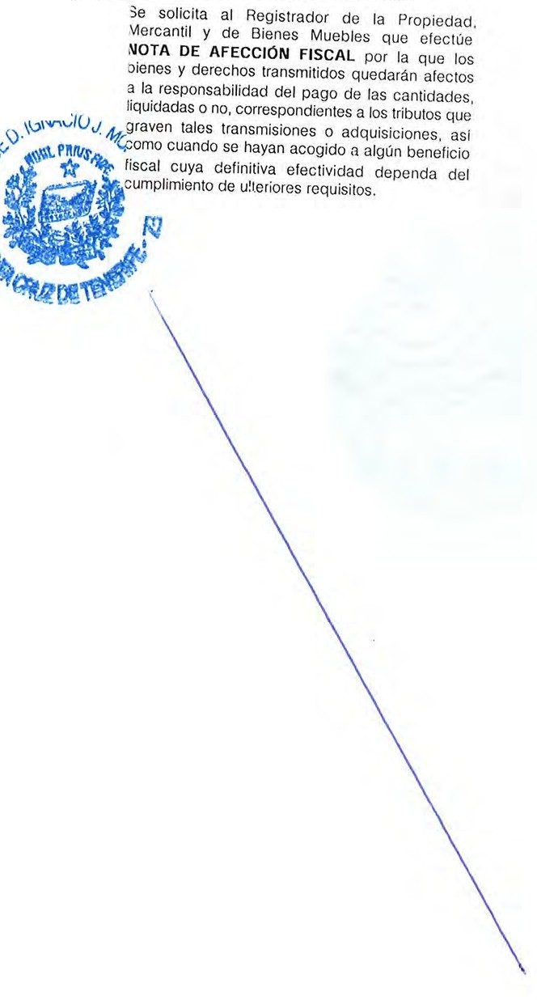 Se solicita al Registrador de la Propiedad,
Mercantil y de Bienes Muebles que efectúe
NOTA DE AFECCIÓN FISCAL por la que los
bienes y derechos transmitidos quedarán afectos
a la responsabilidad del pago de las cantidades,
liquidadas o no, correspondientes a los tributos que
graven tales transmisiones o adquisiciones, así
como cuando se hayan acogido a algún beneficio
fiscal cuya definitiva efectividad dependa del
cumplimiento de ulteriores requisitos.
D. IGNACIO J.
NIHIL PRIUS FIDE
CRUZ DE TENERIFE